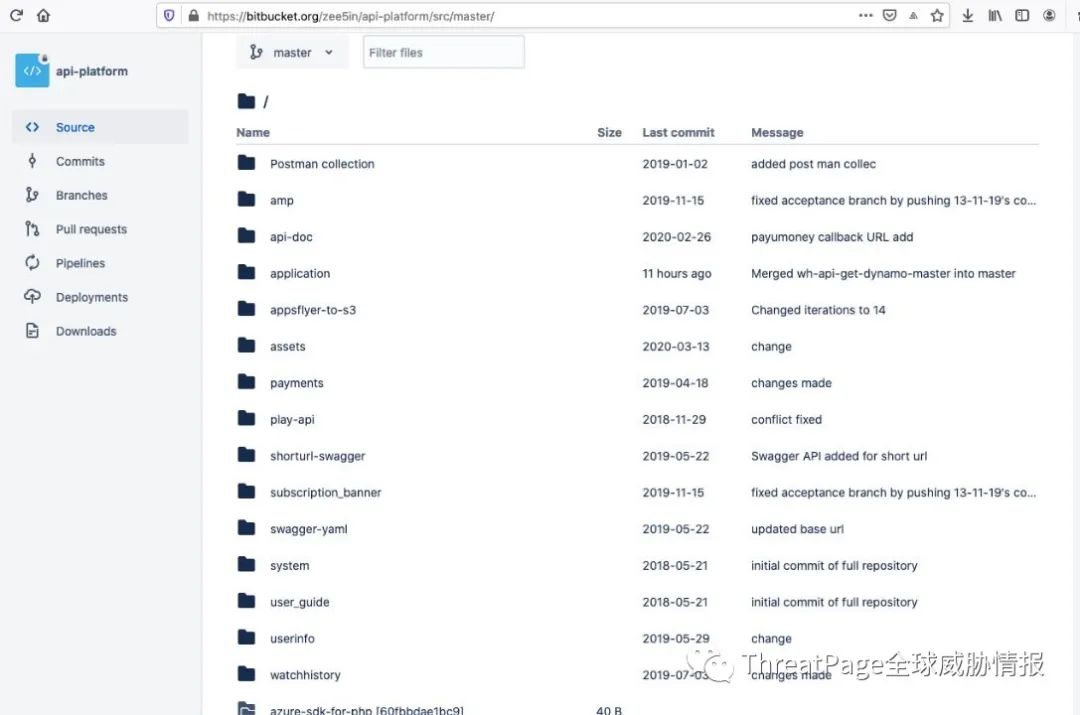 https://bitbucket.org/zee5in/api-platform/src/master/
api-platform
master
Filter files
/
Source
Commits
Branches
Pull requests
Pipelines
Deployments
Downloads
Name Size Last commit Message
Postman collection 2019-01-02 added post man collec
amp 2019-11-15 fixed acceptance branch by pushing 13-11-19's co...
api-doc 2020-02-26 payumoney callback URL add
application 11 hours ago Merged wh-api-get-dynamo-master into master
appsflyer-to-s3 2019-07-03 Changed iterations to 14
assets 2020-03-13 change
payments 2019-04-18 changes made
play-api 2018-11-29 conflict fixed
shorturl-swagger 2019-05-22 Swagger API added for short url
subscription_banner 2019-11-15 fixed acceptance branch by pushing 13-11-19's co...
swagger-yaml 2019-05-22 updated base url
system 2018-05-21 initial commit of full repository
user_guide 2018-05-21 initial commit of full repository
userinfo 2019-05-29 change
watchhistory 2019-07-03 changes made
ThreatPage全球威胁情报
azure-sdk-for-php [60fbbdae1bc9] 40 B